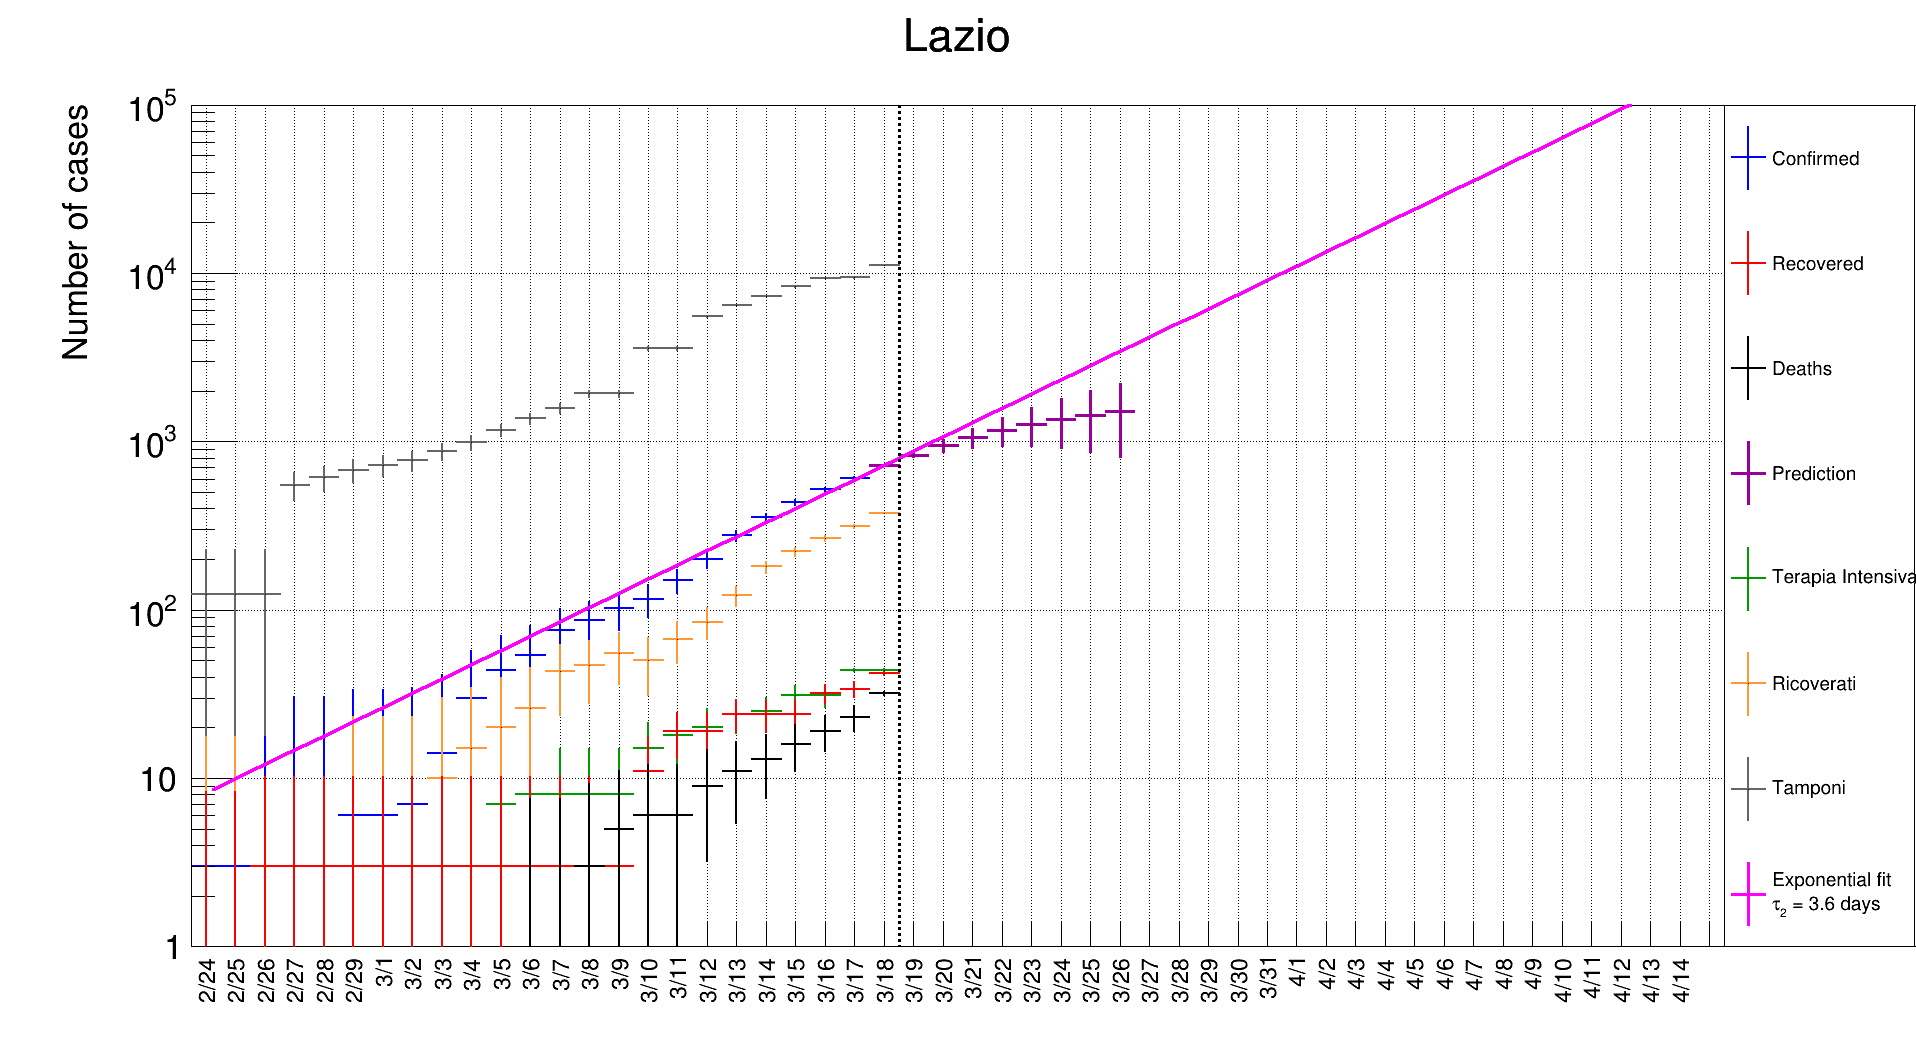 Lazio
Number of cases
10^5
10^4
10^3
10^2
10
1
2/24 2/25 2/26 2/27 2/28 2/29 3/1 3/2 3/3 3/4 3/5 3/6 3/7 3/8 3/9 3/10 3/11 3/12 3/13 3/14 3/15 3/16 3/17 3/18 3/19 3/20 3/21 3/22 3/23 3/24 3/25 3/26 3/27 3/28 3/29 3/30 3/31 4/1 4/2 4/3 4/4 4/5 4/6 4/7 4/8 4/9 4/10 4/11 4/12 4/13 4/14
Confirmed
Recovered
Deaths
Prediction
Terapia Intensiva
Ricoverati
Tamponi
Exponential fit
τ₂ = 3.6 days